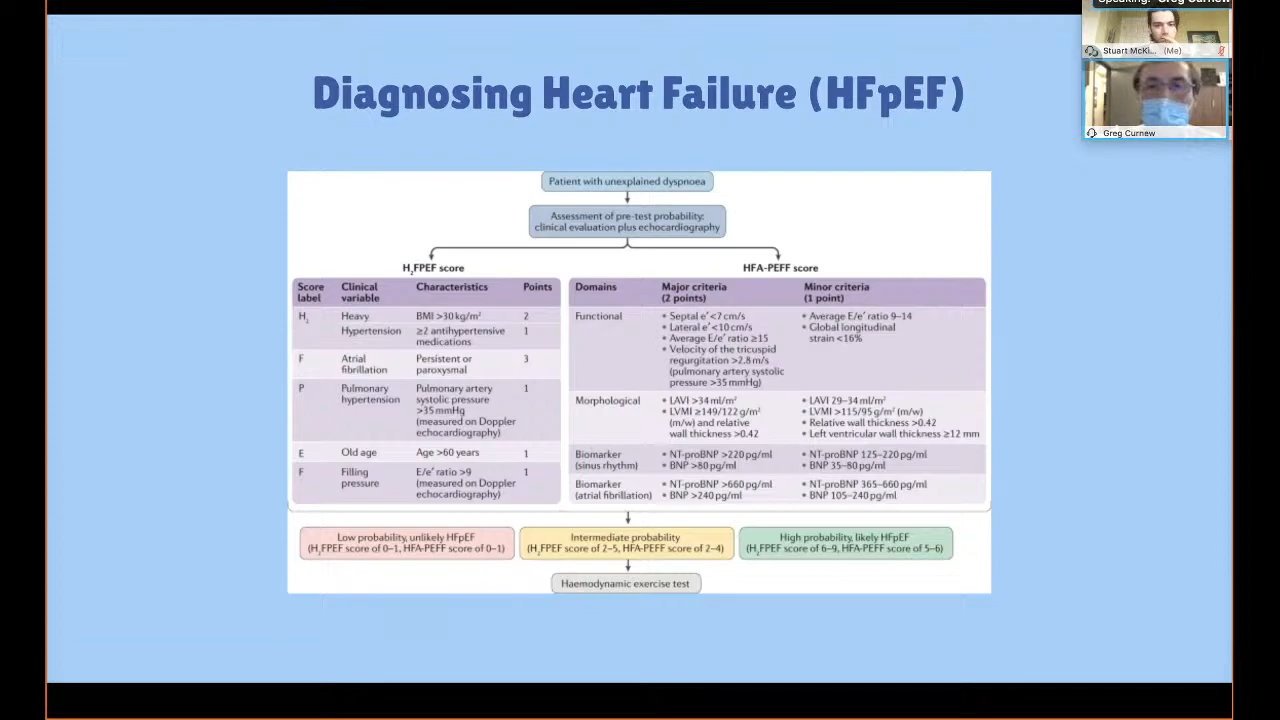 Speaking: Greg Curnew
Stuart McKi... (Me)
Greg Curnew
Diagnosing Heart Failure (HFpEF)
Patient with unexplained dyspnoea
Assessment of pre-test probability:
clinical evaluation plus echocardiography
H₂FPEF score
Score label
Clinical variable
Characteristics
Points
H₂
Heavy
BMI >30 kg/m²
2
Hypertension
≥2 antihypertensive
medications
1
F
Atrial
fibrillation
Persistent or
paroxysmal
3
P
Pulmonary
hypertension
Pulmonary artery
systolic pressure
>35 mmHg
(measured on Doppler
echocardiography)
1
E
Old age
Age >60 years
1
F
Filling
pressure
E/e′ ratio >9
(measured on Doppler
echocardiography)
1
HFA-PEFF score
Domains
Major criteria
(2 points)
Minor criteria
(1 point)
Functional
• Septal e′<7 cm/s
• Lateral e′<10 cm/s
• Average E/e′ ratio ≥15
• Velocity of the tricuspid
regurgitation >2.8 m/s
(pulmonary artery systolic
pressure >35 mmHg)
• Average E/e′ ratio 9–14
• Global longitudinal
strain <16%
Morphological
• LAVI >34 ml/m²
• LVMI ≥149/122 g/m²
(m/w) and relative
wall thickness >0.42
• LAVI 29–34 ml/m²
• LVMI >115/95 g/m² (m/w)
• Relative wall thickness >0.42
• Left ventricular wall thickness ≥12 mm
Biomarker
(sinus rhythm)
• NT-proBNP >220 pg/ml
• BNP >80 pg/ml
• NT-proBNP 125–220 pg/ml
• BNP 35–80 pg/ml
Biomarker
(atrial fibrillation)
• NT-proBNP >660 pg/ml
• BNP >240 pg/ml
• NT-proBNP 365–660 pg/ml
• BNP 105–240 pg/ml
Low probability, unlikely HFpEF
(H₂FPEF score of 0–1, HFA-PEFF score of 0–1)
Intermediate probability
(H₂FPEF score of 2–5, HFA-PEFF score of 2–4)
High probability, likely HFpEF
(H₂FPEF score of 6–9, HFA-PEFF score of 5–6)
Haemodynamic exercise test